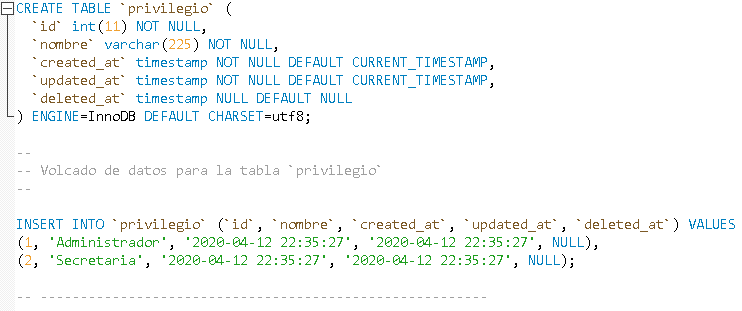 CREATE TABLE `privilegio` (
  `id` int(11) NOT NULL,
  `nombre` varchar(225) NOT NULL,
  `created_at` timestamp NOT NULL DEFAULT CURRENT_TIMESTAMP,
  `updated_at` timestamp NOT NULL DEFAULT CURRENT_TIMESTAMP,
  `deleted_at` timestamp NULL DEFAULT NULL
) ENGINE=InnoDB DEFAULT CHARSET=utf8;
--
-- Volcado de datos para la tabla `privilegio`
--
INSERT INTO `privilegio` (`id`, `nombre`, `created_at`, `updated_at`, `deleted_at`) VALUES
(1, 'Administrador', '2020-04-12 22:35:27', '2020-04-12 22:35:27', NULL),
(2, 'Secretaria', '2020-04-12 22:35:27', '2020-04-12 22:35:27', NULL);
-- --------------------------------------------------------